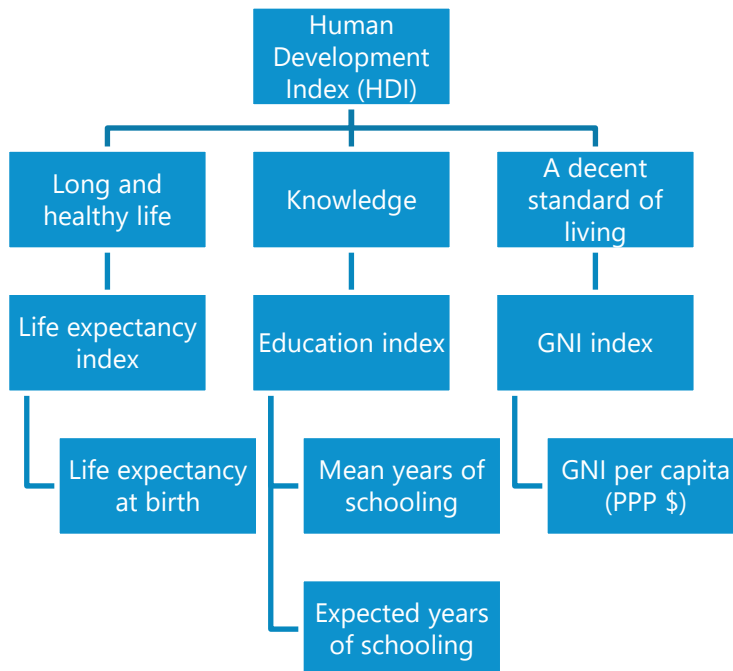 Human
Development
Index (HDI)
Long and
healthy life
Knowledge
A decent
standard of
living
Life expectancy
index
Education index
GNI index
Life expectancy
at birth
Mean years of
schooling
GNI per capita
(PPP $)
Expected years
of schooling